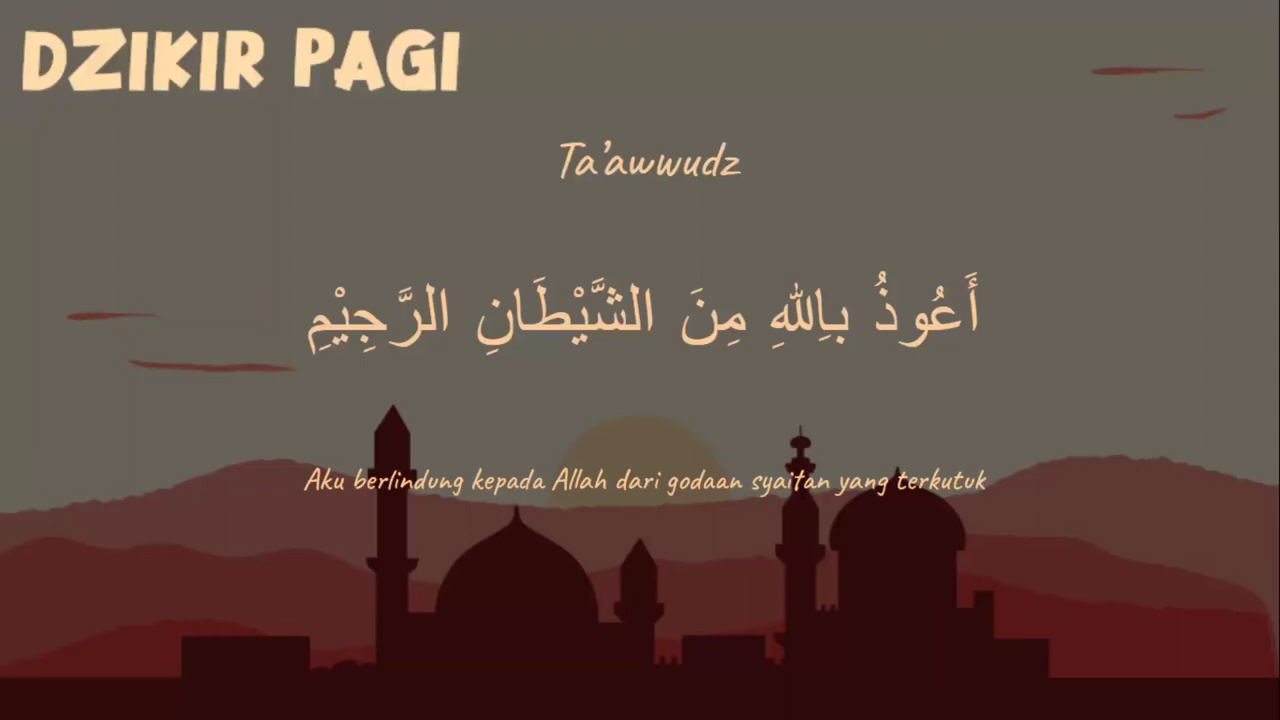 DZIKIR PAGI
Ta'awwudz
أَعُوذُ بِاللهِ مِنَ الشَّيْطَانِ الرَّجِيْمِ
Aku berlindung kepada Allah dari godaan syaitan yang terkutuk